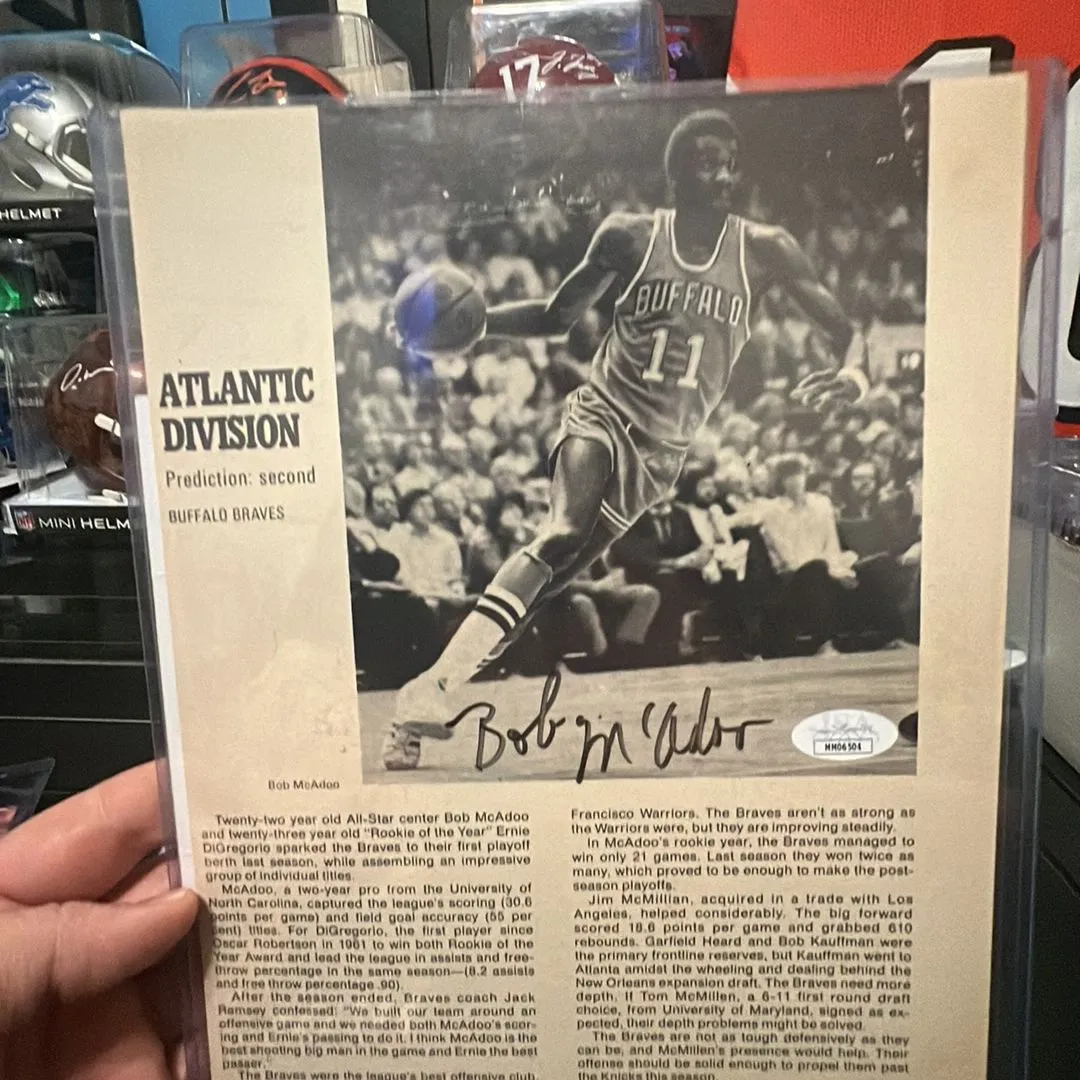 HELMET
17
MINI HELM
BUFFALO
11
ATLANTIC
DIVISION
Prediction: second
BUFFALO BRAVES
Bob McAdoo
MM06504
Bob McAdoo
Twenty-two year old All-Star center Bob McAdoo
and twenty-three year old "Rookie of the Year" Ernie
DiGregorio sparked the Braves to their first playoff
berth last season, while assembling an impressive
group of individual titles.
McAdoo, a two-year pro from the University of
North Carolina, captured the league's scoring (30.6
points per game) and field goal accuracy (55 per
cent) titles. For DiGregorio, the first player since
Oscar Robertson in 1961 to win both Rookie of the
Year Award and lead the league in assists and free-
throw percentage in the same season—(8.2 assists
and free throw percentage .90).
After the season ended, Braves coach Jack
Ramsey confessed: "We built our team around an
offensive game and we needed both McAdoo's scor-
ing and Ernie's passing to do it. I think McAdoo is the
best shooting big man in the game and Ernie the best
passer."
The Braves were the league's best offensive club
Francisco Warriors. The Braves aren't as strong as
the Warriors were, but they are improving steadily.
In McAdoo's rookie year, the Braves managed to
win only 21 games. Last season they won twice as
many, which proved to be enough to make the post-
season playoffs.
Jim McMillian, acquired in a trade with Los
Angeles, helped considerably. The big forward
scored 18.6 points per game and grabbed 610
rebounds. Garfield Heard and Bob Kauffman were
the primary frontline reserves, but Kauffman went to
Atlanta amidst the wheeling and dealing behind the
New Orleans expansion draft. The Braves need more
depth. If Tom McMillen, a 6-11 first round draft
choice, from University of Maryland, signed as ex-
pected, their depth problems might be solved.
The Braves are not as tough defensively as they
can be, and McMillen's presence would help. Their
offense should be solid enough to propel them past
the Knicks this season.